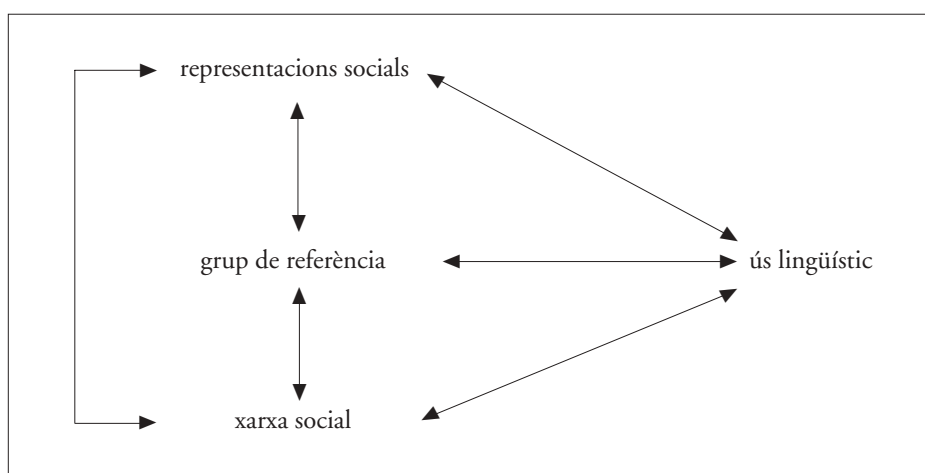 representacions socials
grup de referència
ús lingüístic
xarxa social